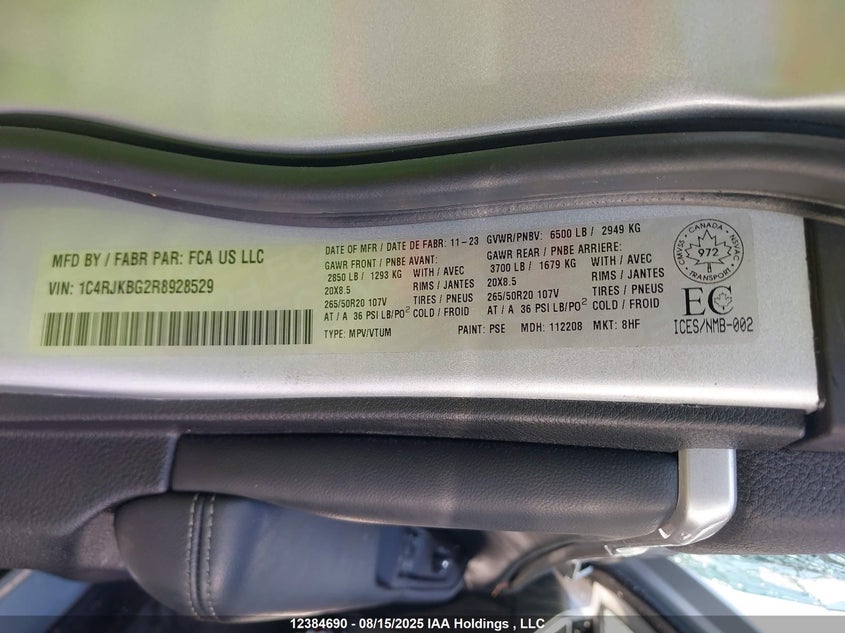 MFD BY / FABR PAR: FCA US LLC
VIN: 1C4RJKBG2R8928529
DATE OF MFR / DATE DE FABR: 11-23 GVWR/PNBV: 6500 LB / 2949 KG
GAWR FRONT / PNBE AVANT: GAWR REAR / PNBE ARRIERE:
2850 LB / 1293 KG WITH / AVEC 3700 LB / 1679 KG WITH / AVEC
20X8.5 RIMS / JANTES 20X8.5 RIMS / JANTES
265/50R20 107V TIRES / PNEUS 265/50R20 107V TIRES / PNEUS
AT / A 36 PSI LB/PO² COLD / FROID AT / A 36 PSI LB/PO² COLD / FROID
TYPE: MPV/VTUM PAINT: PSE MDH: 112208 MKT: 8HF
CANADA
CMVSS NSVAC
972
TRANSPORT
EC
ICES/NMB-002
12384690 - 08/15/2025 IAA Holdings , LLC